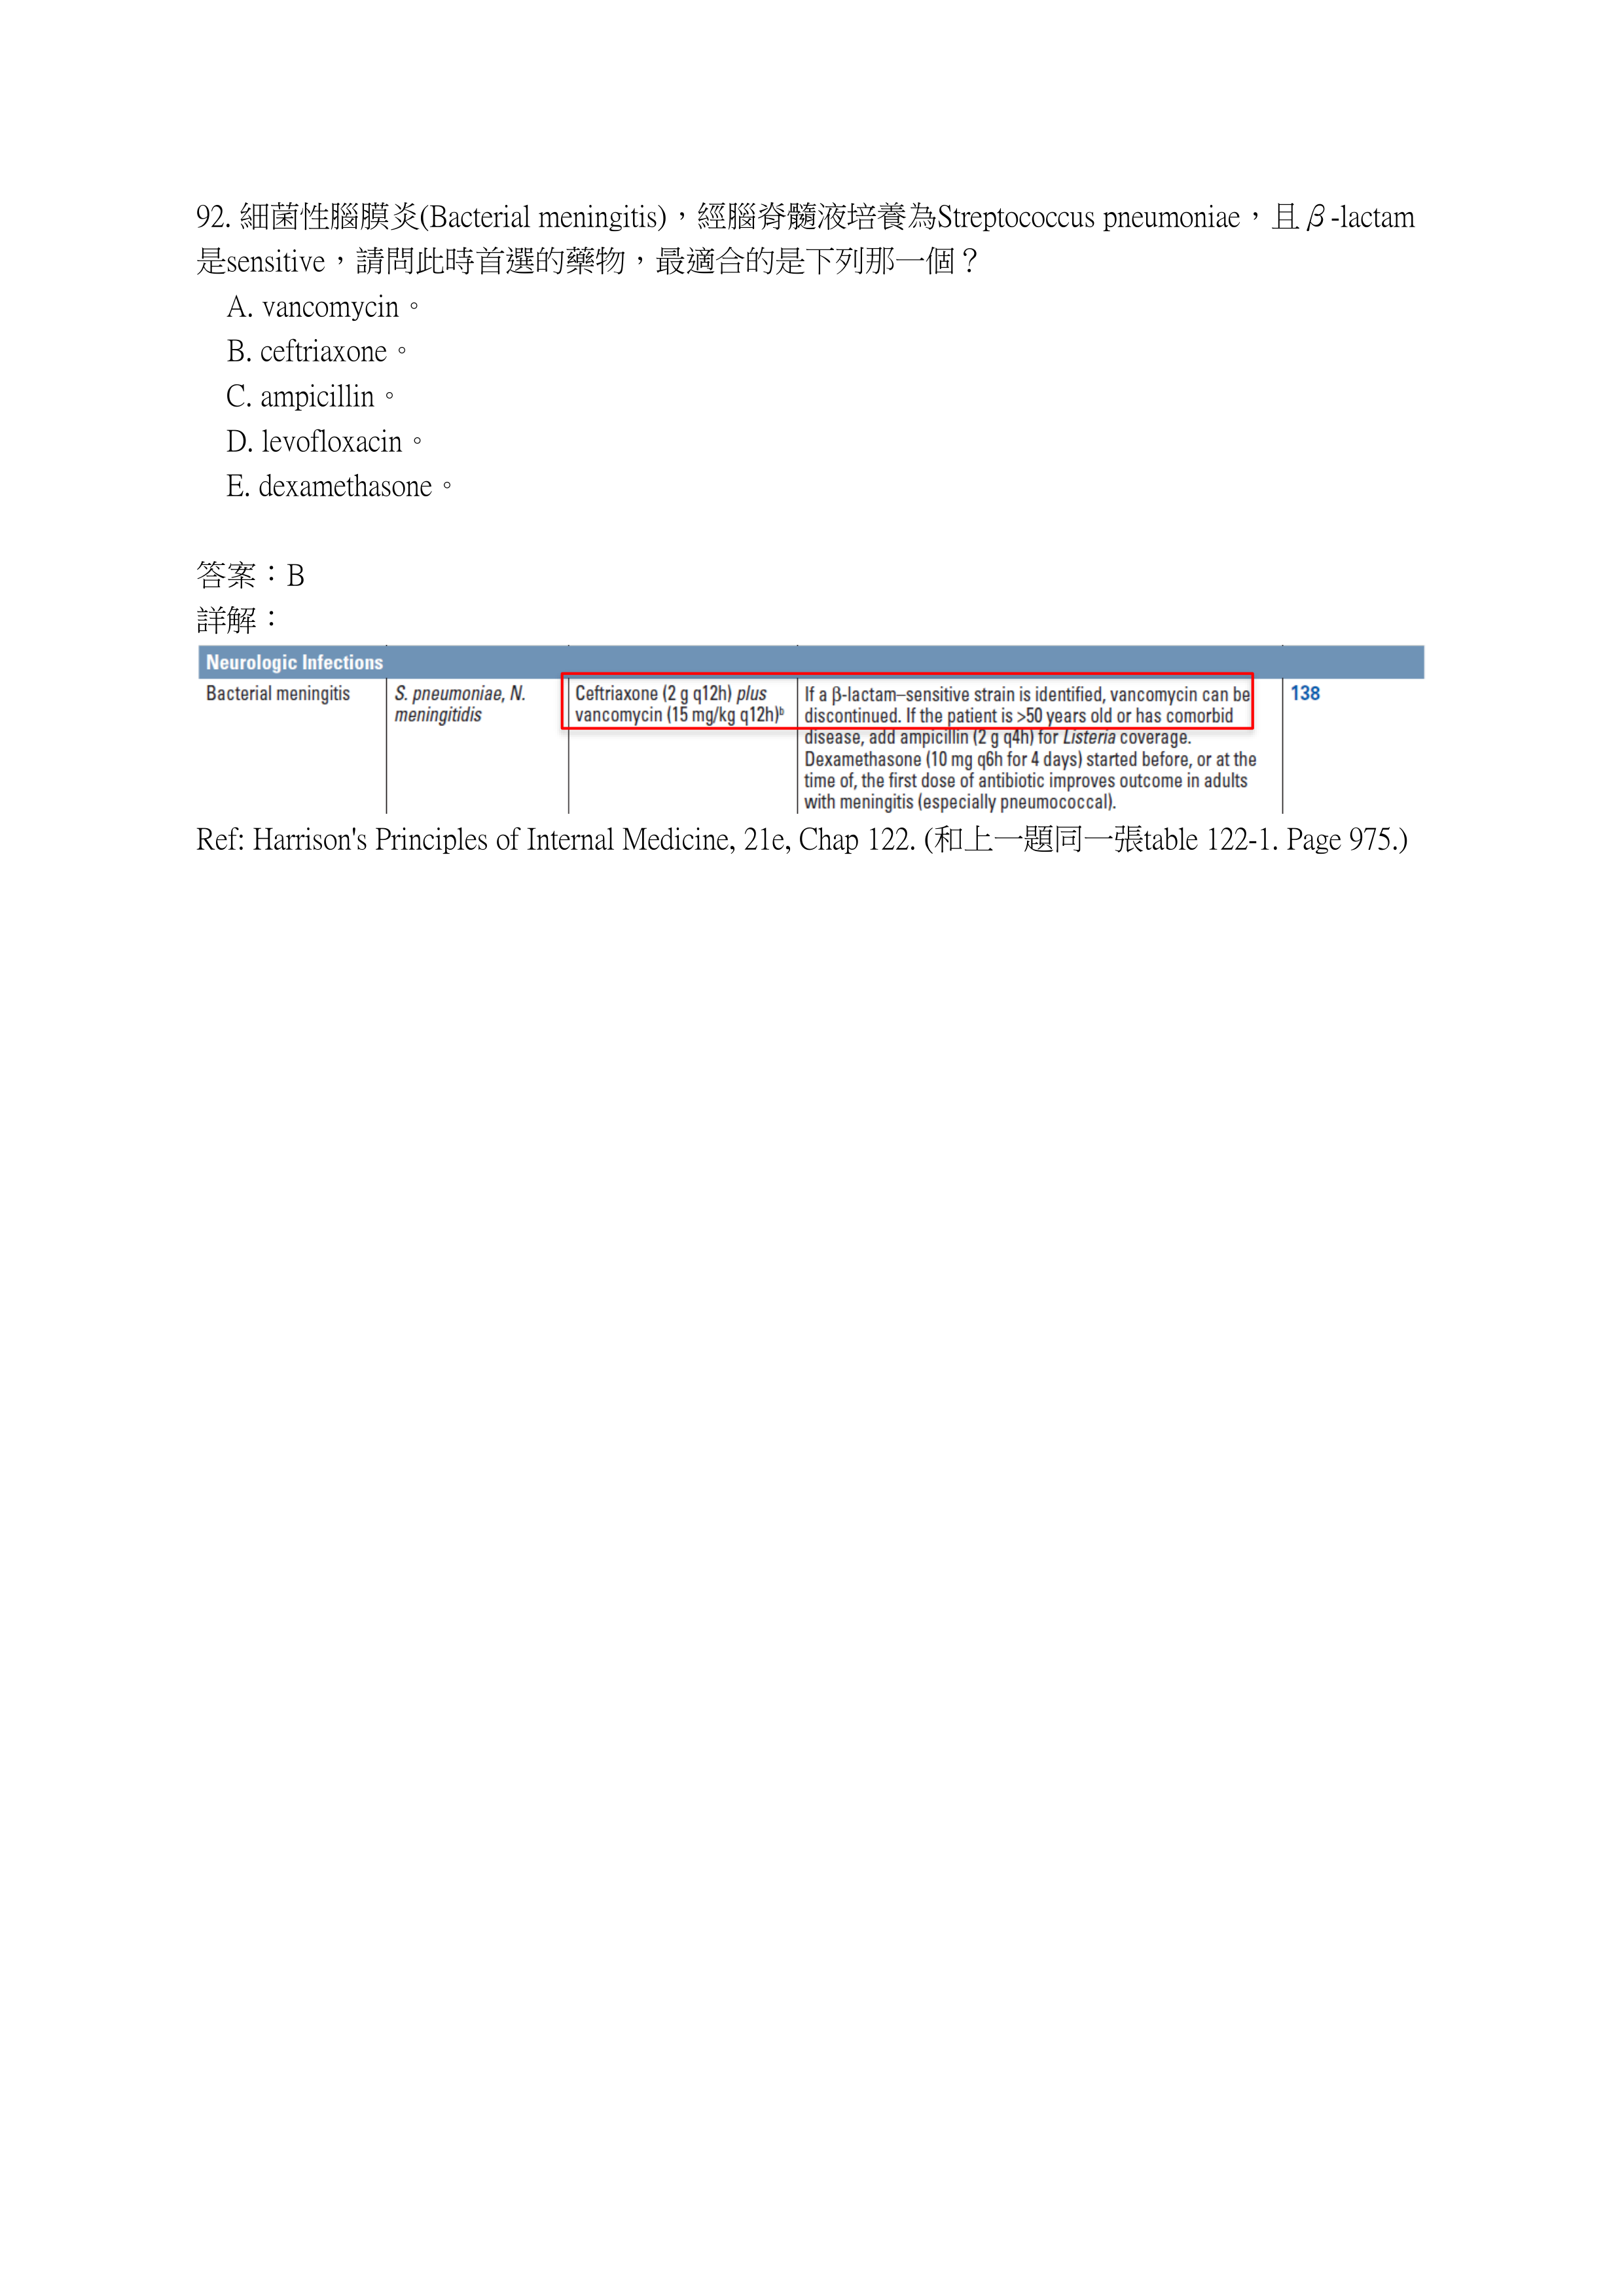 92. 細菌性腦膜炎(Bacterial meningitis)，經腦脊髓液培養為Streptococcus pneumoniae，且β-lactam
是sensitive，請問此時首選的藥物，最適合的是下列那一個？
A. vancomycin。
B. ceftriaxone。
C. ampicillin。
D. levofloxacin。
E. dexamethasone。
答案：B
詳解：
Neurologic Infections
Bacterial meningitis
S. pneumoniae, N.
meningitidis
Ceftriaxone (2 g q12h) plus
vancomycin (15 mg/kg q12h)ᵇ
If a β-lactam–sensitive strain is identified, vancomycin can be
discontinued. If the patient is >50 years old or has comorbid
disease, add ampicillin (2 g q4h) for Listeria coverage.
Dexamethasone (10 mg q6h for 4 days) started before, or at the
time of, the first dose of antibiotic improves outcome in adults
with meningitis (especially pneumococcal).
138
Ref: Harrison's Principles of Internal Medicine, 21e, Chap 122. (和上一題同一張table 122-1. Page 975.)